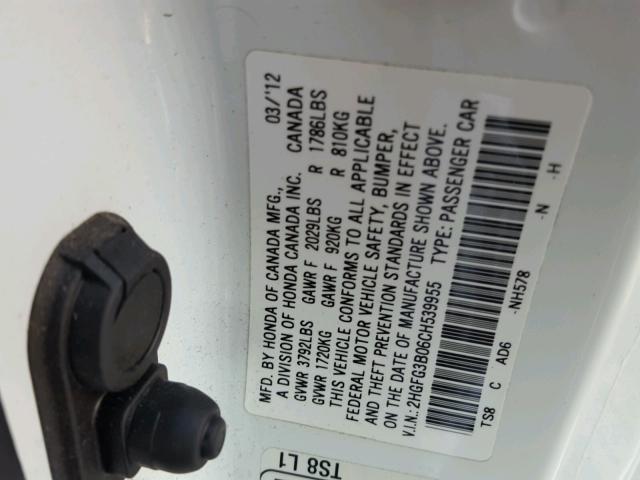 MFD. BY HONDA OF CANADA MFG., 03/'12
A DIVISION OF HONDA CANADA INC. CANADA
GVWR 3792LBS GAWR F 2029LBS R 1786LBS
GVWR 1720KG GAWR F 920KG R 810KG
THIS VEHICLE CONFORMS TO ALL APPLICABLE
FEDERAL MOTOR VEHICLE SAFETY, BUMPER,
AND THEFT PREVENTION STANDARDS IN EFFECT
ON THE DATE OF MANUFACTURE SHOWN ABOVE.
V.I.N.: 2HGFG3B06CH539955 TYPE: PASSENGER CAR
TS8 C AD6 -NH578 -N -H
TS8 L1